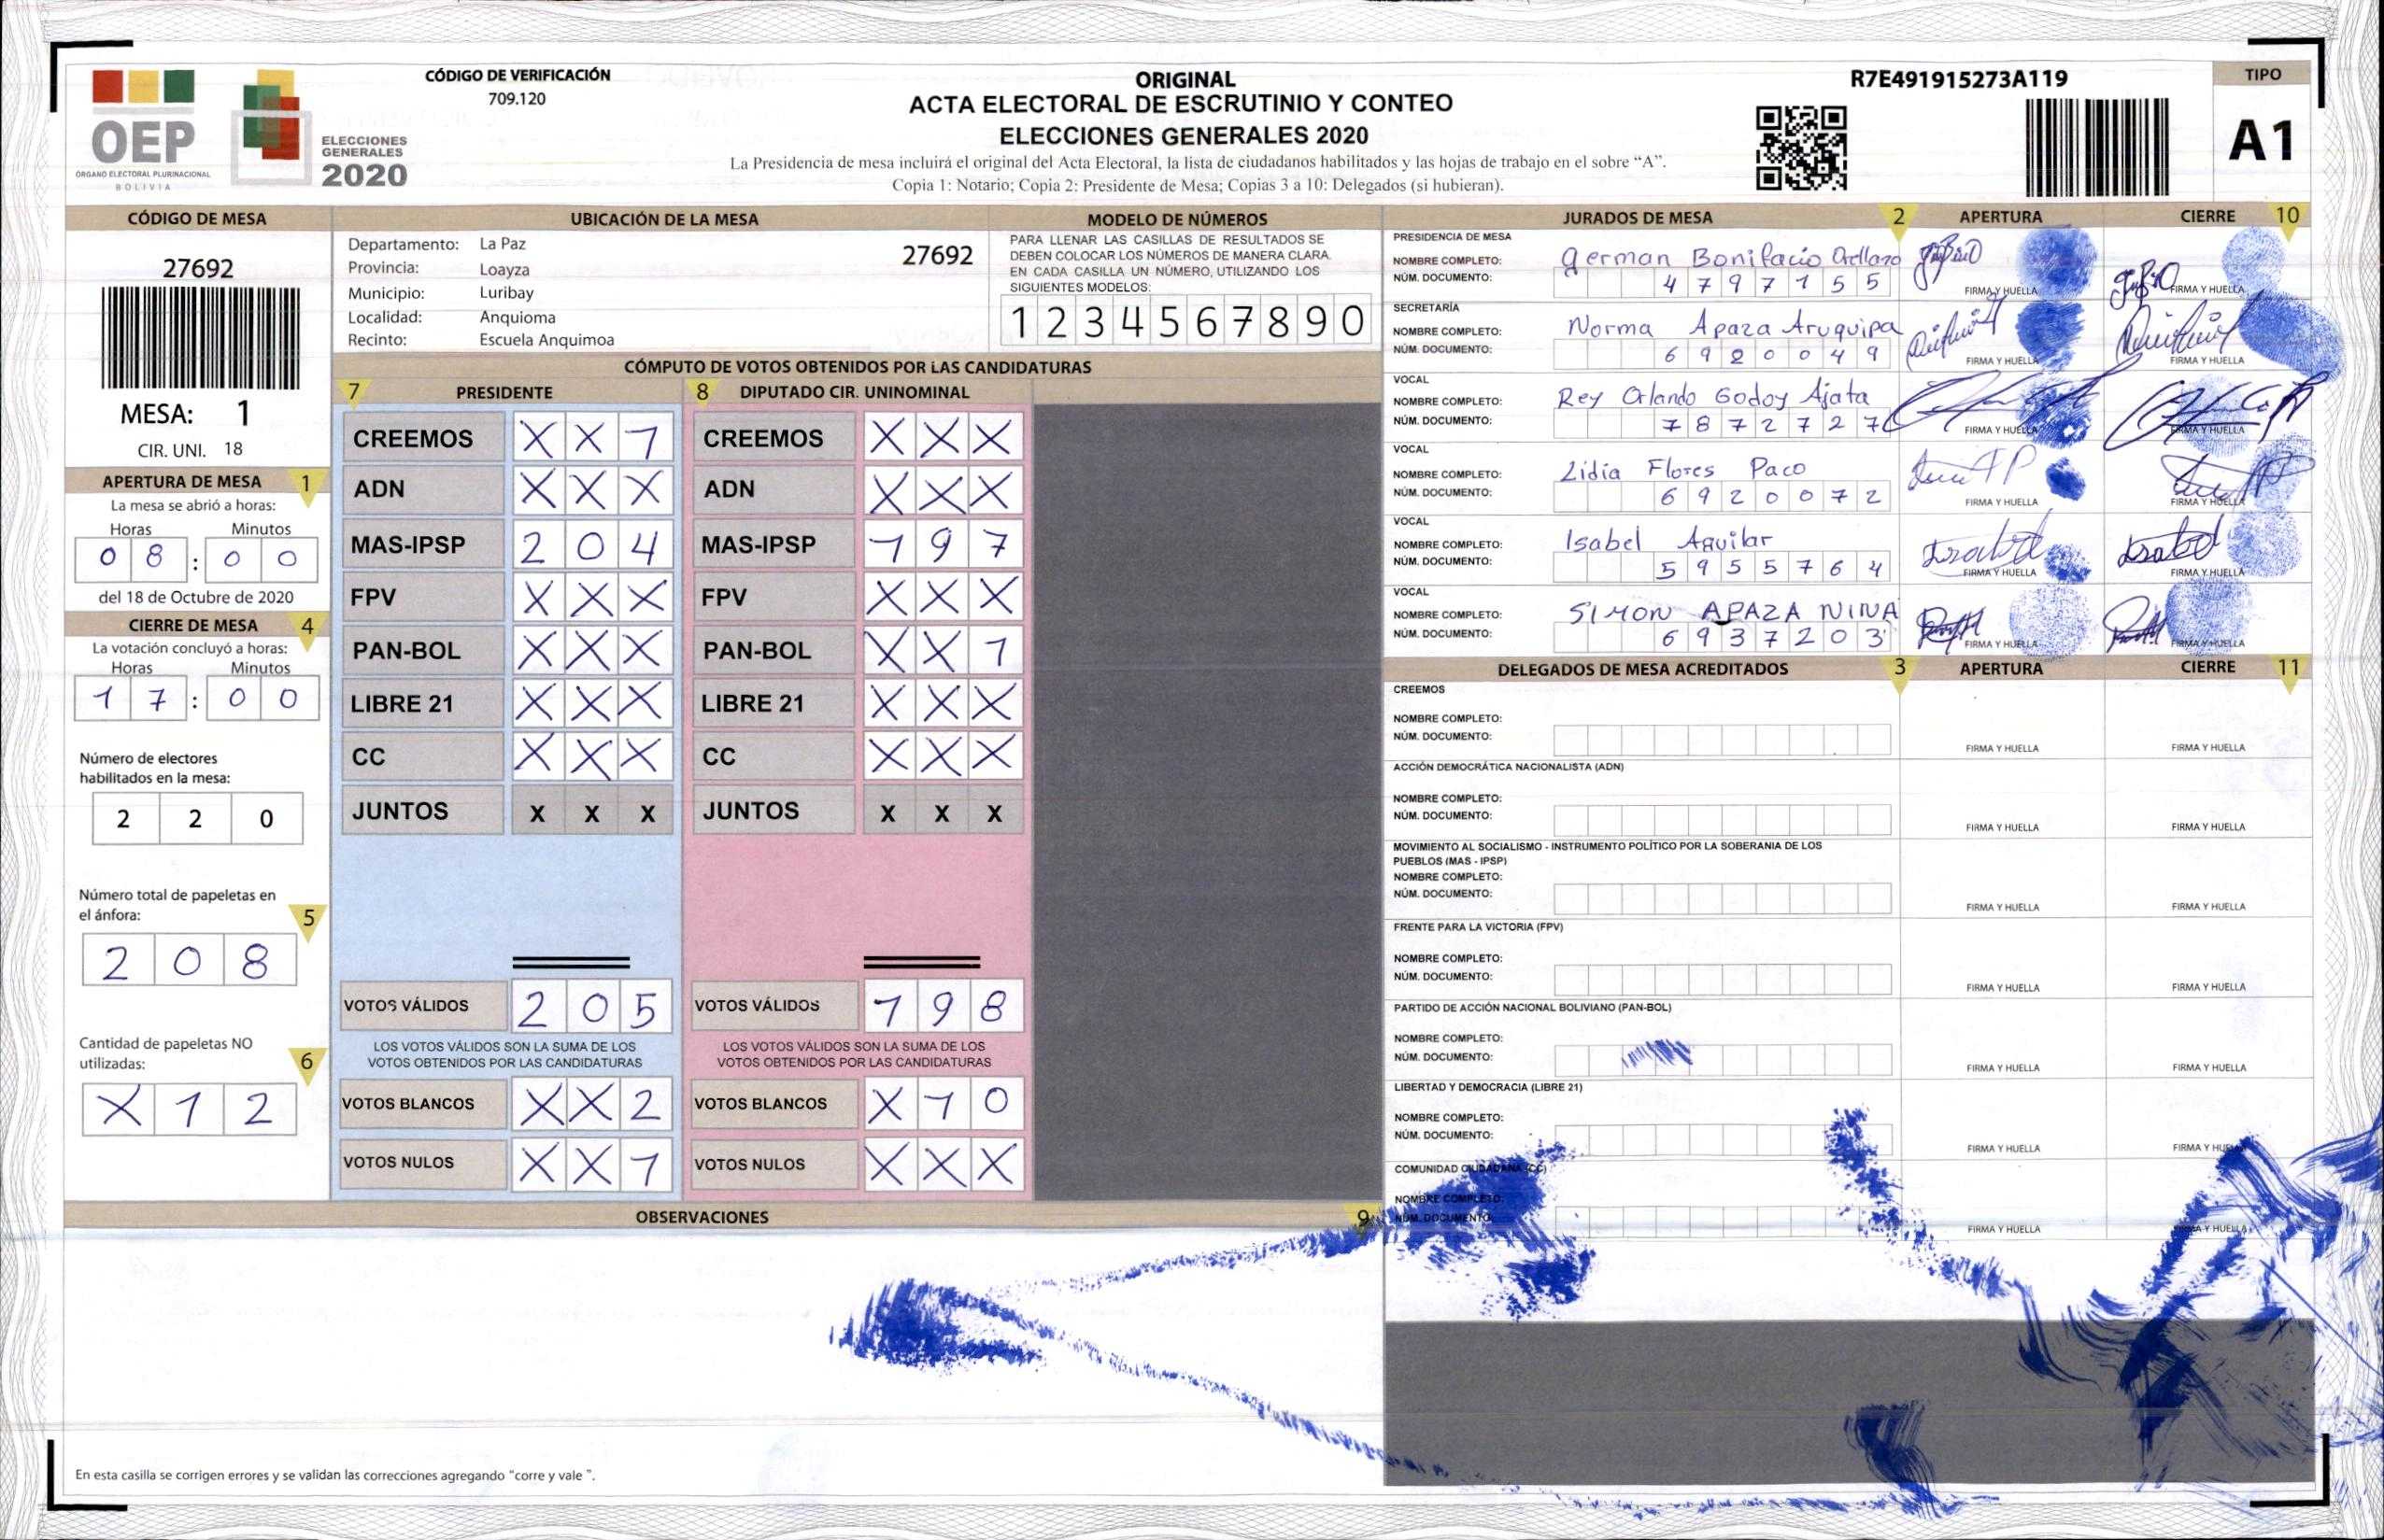 OEP
ÓRGANO ELECTORAL PLURINACIONAL
BOLIVIA
ELECCIONES
GENERALES
2020
CÓDIGO DE VERIFICACIÓN
709.120
ORIGINAL
ACTA ELECTORAL DE ESCRUTINIO Y CONTEO
ELECCIONES GENERALES 2020
La Presidencia de mesa incluirá el original del Acta Electoral, la lista de ciudadanos habilitados y las hojas de trabajo en el sobre “A”.
Copia 1: Notario; Copia 2: Presidente de Mesa; Copias 3 a 10: Delegados (si hubieran).
R7E491915273A119
TIPO
A1
CÓDIGO DE MESA
27692
MESA: 1
CIR. UNI. 18
APERTURA DE MESA 1
La mesa se abrió a horas:
Horas Minutos
0 8 : 0 0
del 18 de Octubre de 2020
CIERRE DE MESA 4
La votación concluyó a horas:
Horas Minutos
1 7 : 0 0
Número de electores
habilitados en la mesa:
2 2 0
Número total de papeletas en
el ánfora: 5
2 0 8
Cantidad de papeletas NO
utilizadas: 6
X 1 2
UBICACIÓN DE LA MESA
Departamento: La Paz 27692
Provincia: Loayza
Municipio: Luribay
Localidad: Anquioma
Recinto: Escuela Anquimoa
MODELO DE NÚMEROS
PARA LLENAR LAS CASILLAS DE RESULTADOS SE
DEBEN COLOCAR LOS NÚMEROS DE MANERA CLARA.
EN CADA CASILLA UN NÚMERO, UTILIZANDO LOS
SIGUIENTES MODELOS:
1 2 3 4 5 6 7 8 9 0
CÓMPUTO DE VOTOS OBTENIDOS POR LAS CANDIDATURAS
7 PRESIDENTE 8 DIPUTADO CIR. UNINOMINAL
CREEMOS X X 1 CREEMOS X X X
ADN X X X ADN X X X
MAS-IPSP 2 0 4 MAS-IPSP 1 9 7
FPV X X X FPV X X X
PAN-BOL X X X PAN-BOL X X 1
LIBRE 21 X X X LIBRE 21 X X X
CC X X X CC X X X
JUNTOS X X X JUNTOS X X X
VOTOS VÁLIDOS 2 0 5 VOTOS VÁLIDOS 1 9 8
LOS VOTOS VÁLIDOS SON LA SUMA DE LOS LOS VOTOS VÁLIDOS SON LA SUMA DE LOS
VOTOS OBTENIDOS POR LAS CANDIDATURAS VOTOS OBTENIDOS POR LAS CANDIDATURAS
VOTOS BLANCOS X X 2 VOTOS BLANCOS X 1 0
VOTOS NULOS X X 1 VOTOS NULOS X X X
OBSERVACIONES 9
En esta casilla se corrigen errores y se validan las correcciones agregando “corre y vale ”.
JURADOS DE MESA 2 APERTURA CIERRE 10
PRESIDENCIA DE MESA
NOMBRE COMPLETO: German Bonifacio Orellano
NÚM. DOCUMENTO: 4 7 9 7 1 5 5
FIRMA Y HUELLA FIRMA Y HUELLA
SECRETARÍA
NOMBRE COMPLETO: Norma Apaza Aruquipa
NÚM. DOCUMENTO: 6 9 2 0 0 4 9
FIRMA Y HUELLA FIRMA Y HUELLA
VOCAL
NOMBRE COMPLETO: Rey Orlando Godoy Ajata
NÚM. DOCUMENTO: 7 8 7 2 7 2 7
FIRMA Y HUELLA FIRMA Y HUELLA
VOCAL
NOMBRE COMPLETO: Lidia Flores Paco
NÚM. DOCUMENTO: 6 9 2 0 0 7 2
FIRMA Y HUELLA FIRMA Y HUELLA
VOCAL
NOMBRE COMPLETO: Isabel Aguilar
NÚM. DOCUMENTO: 5 9 5 5 7 6 4
FIRMA Y HUELLA FIRMA Y HUELLA
VOCAL
NOMBRE COMPLETO: SIMON APAZA NINA
NÚM. DOCUMENTO: 6 9 3 7 2 0 3
FIRMA Y HUELLA FIRMA Y HUELLA
DELEGADOS DE MESA ACREDITADOS 3 APERTURA CIERRE 11
CREEMOS
NOMBRE COMPLETO:
NÚM. DOCUMENTO:
FIRMA Y HUELLA FIRMA Y HUELLA
ACCIÓN DEMOCRÁTICA NACIONALISTA (ADN)
NOMBRE COMPLETO:
NÚM. DOCUMENTO:
FIRMA Y HUELLA FIRMA Y HUELLA
MOVIMIENTO AL SOCIALISMO - INSTRUMENTO POLÍTICO POR LA SOBERANIA DE LOS
PUEBLOS (MAS - IPSP)
NOMBRE COMPLETO:
NÚM. DOCUMENTO:
FIRMA Y HUELLA FIRMA Y HUELLA
FRENTE PARA LA VICTORIA (FPV)
NOMBRE COMPLETO:
NÚM. DOCUMENTO:
FIRMA Y HUELLA FIRMA Y HUELLA
PARTIDO DE ACCIÓN NACIONAL BOLIVIANO (PAN-BOL)
NOMBRE COMPLETO:
NÚM. DOCUMENTO:
FIRMA Y HUELLA FIRMA Y HUELLA
LIBERTAD Y DEMOCRACIA (LIBRE 21)
NOMBRE COMPLETO:
NÚM. DOCUMENTO:
FIRMA Y HUELLA FIRMA Y HUELLA
COMUNIDAD CIUDADANA (CC)
NOMBRE COMPLETO:
NÚM. DOCUMENTO:
FIRMA Y HUELLA FIRMA Y HUELLA